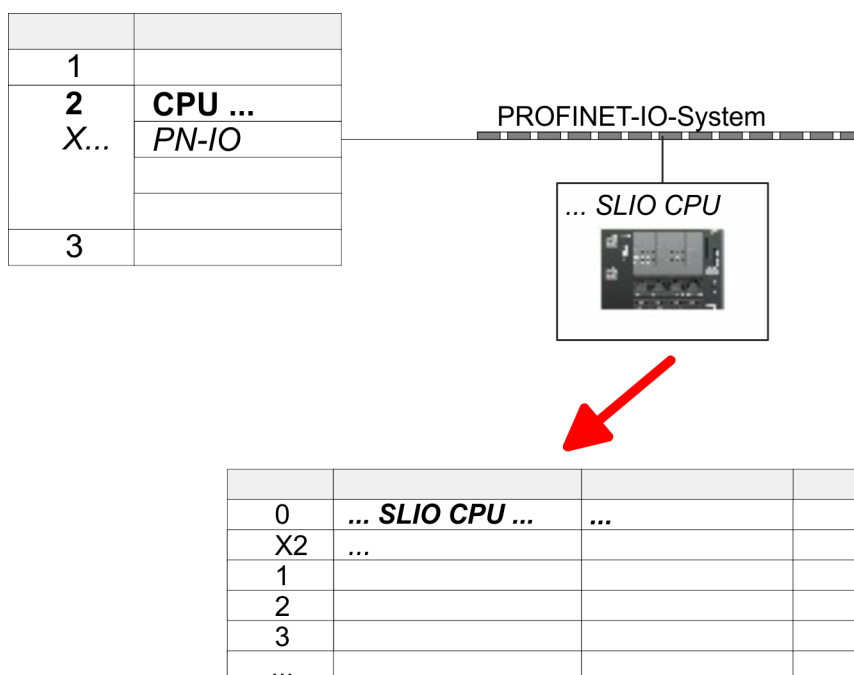 1
2 CPU ...
X... PN-IO
3
PROFINET-IO-System
... SLIO CPU
0 ... SLIO CPU ... ...
X2 ...
1
2
3
...